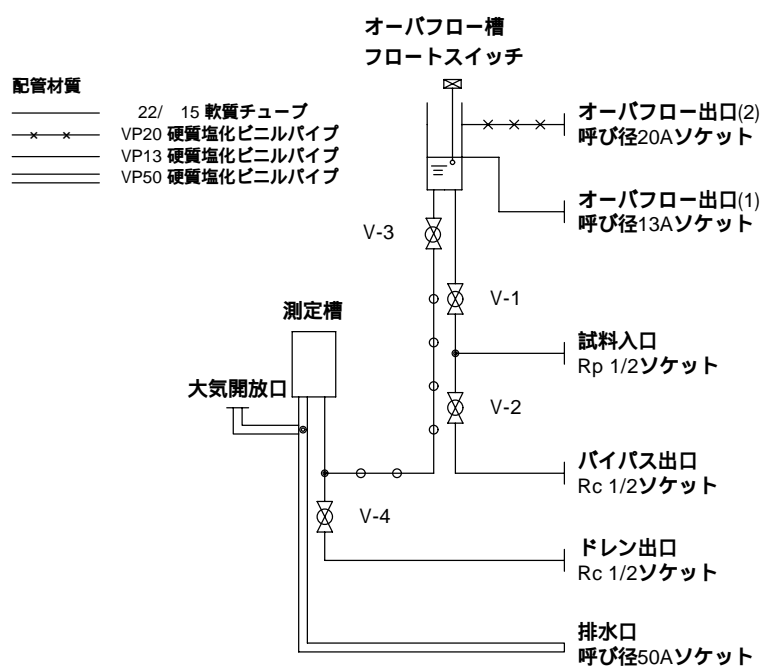 オーバフロー槽
フロートスイッチ
配管材質
22/ 15 軟質チューブ
VP20 硬質塩化ビニルパイプ
VP13 硬質塩化ビニルパイプ
VP50 硬質塩化ビニルパイプ
オーバフロー出口(2)
呼び径20Aソケット
オーバフロー出口(1)
呼び径13Aソケット
V-3
V-1
測定槽
試料入口
Rp 1/2ソケット
大気開放口
V-2
バイパス出口
Rc 1/2ソケット
V-4
ドレン出口
Rc 1/2ソケット
排水口
呼び径50Aソケット